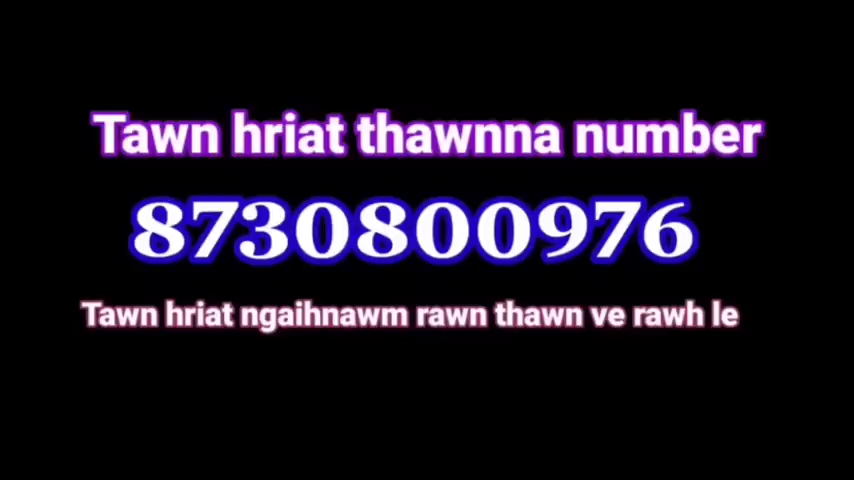 Tawn hriat thawnna number
8730800976
Tawn hriat ngaihnawm rawn thawn ve rawh le